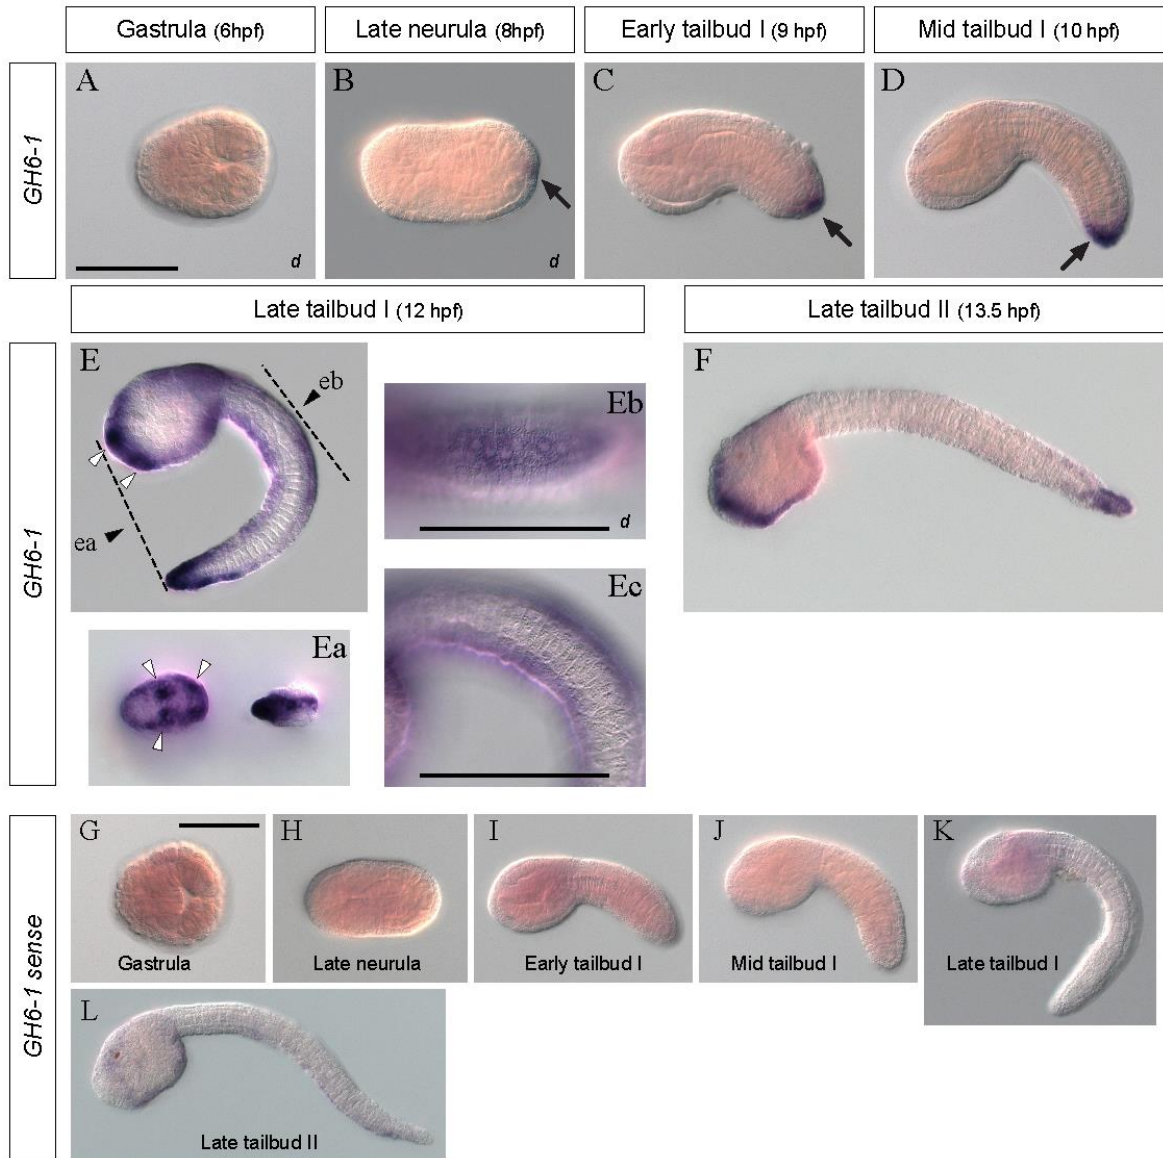 Gastrula (6hpf)
Late neurula (8hpf)
Early tailbud I (9 hpf)
Mid tailbud I (10 hpf)
GH6-1
A
B
C
D
d
d
Late tailbud I (12 hpf)
Late tailbud II (13.5 hpf)
GH6-1
E
eb
ea
Eb
d
F
Ea
Ec
GH6-1 sense
G
Gastrula
H
Late neurula
I
Early tailbud I
J
Mid tailbud I
K
Late tailbud I
L
Late tailbud II